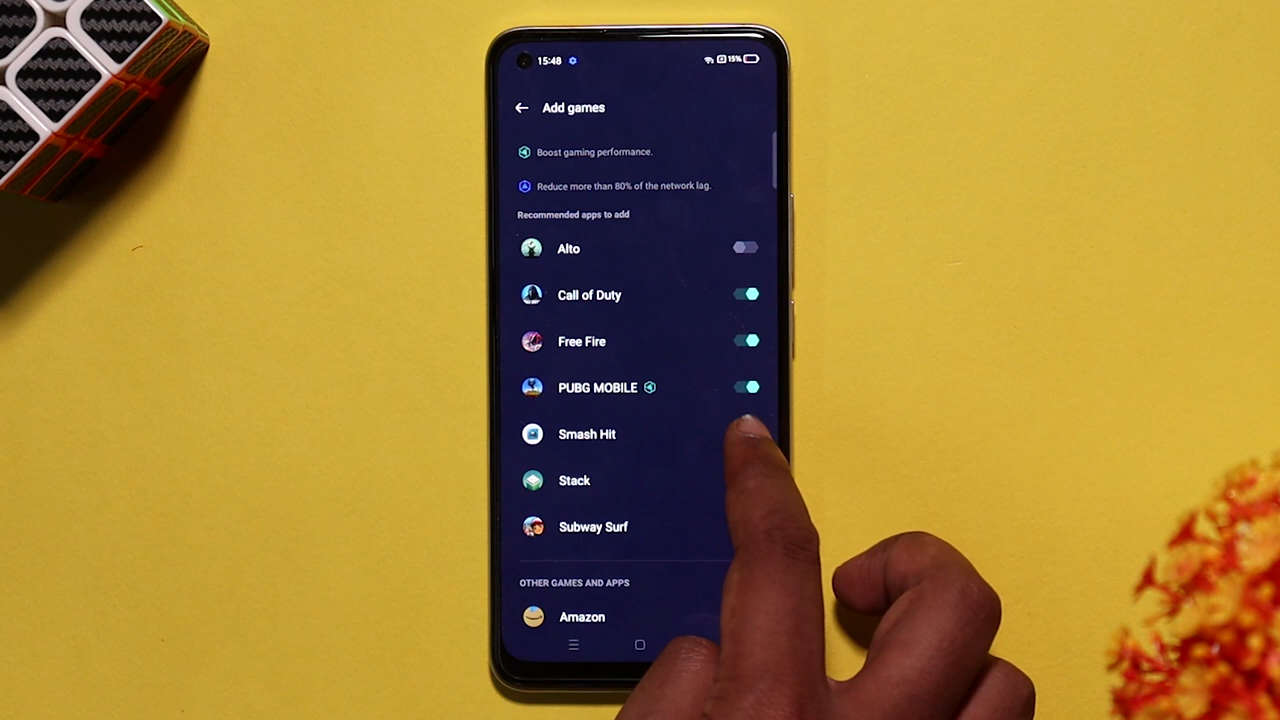 15:48 15%
Add games
Boost gaming performance.
Reduce more than 80% of the network lag.
Recommended apps to add
Alto
Call of Duty
Free Fire
PUBG MOBILE
Smash Hit
Stack
Subway Surf
OTHER GAMES AND APPS
Amazon